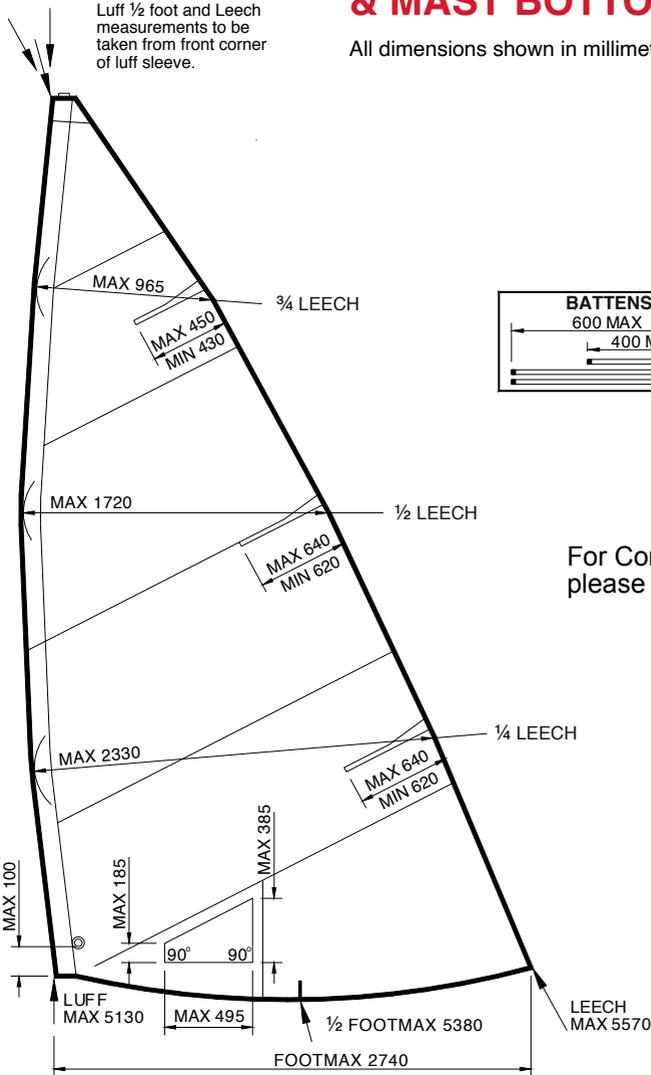 & MAST BOTTO
Luff ½ foot and Leech
measurements to be
taken from front corner
of luff sleeve.
All dimensions shown in
MAX 965
¾ LEECH
MAX 450
MIN 430
BATTENS
600 MAX
400 M
MAX 1720
½ LEECH
MAX 640
MIN 620
For
please
MAX 2330
¼ LEECH
MAX 640
MIN 620
MAX 100
MAX 185
MAX 385
90°
90°
LUFF
MAX 5130
MAX 495
½ FOOTMAX 5380
LEECH
MAX 5570
FOOTMAX 2740